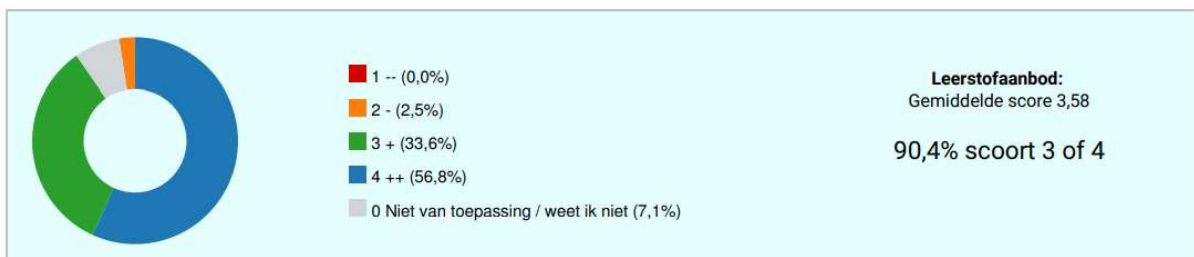 1 -- (0,0%)
2 - (2,5%)
3 + (33,6%)
4 ++ (56,8%)
0 Niet van toepassing / weet ik niet (7,1%)
Leerstofaanbod:
Gemiddelde score 3,58
90,4% scoort 3 of 4